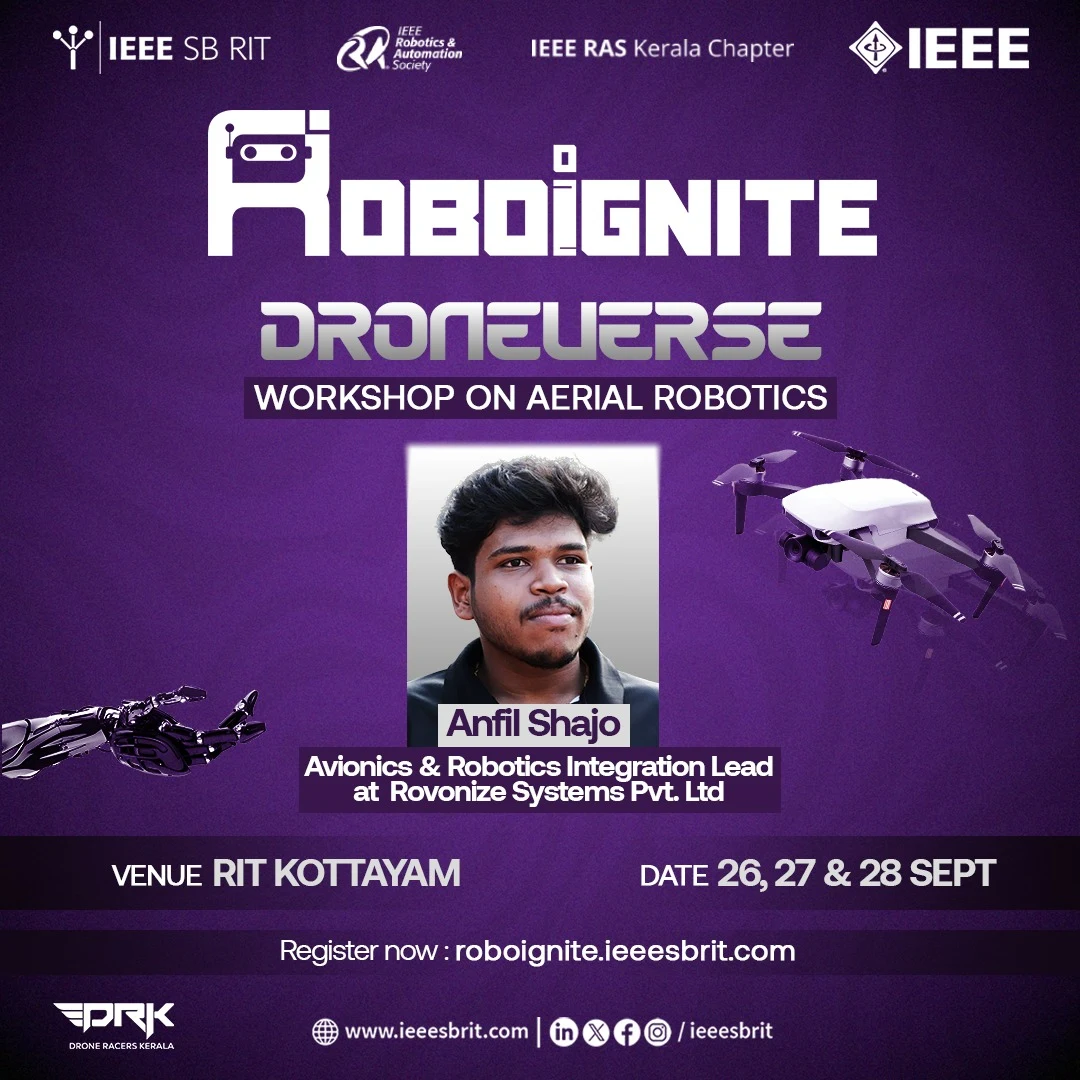 IEEE SB RIT
IEEE
Robotics &
Automation
Society
IEEE RAS Kerala Chapter
IEEE
ROBOIGNITE
DRONEVERSE
WORKSHOP ON AERIAL ROBOTICS
Anfil Shajo
Avionics & Robotics Integration Lead
at Rovonize Systems Pvt. Ltd
VENUE RIT KOTTAYAM
DATE 26, 27 & 28 SEPT
Register now : roboignite.ieeesbrit.com
DRK
DRONE RACERS KERALA
www.ieeesbrit.com | in X f / ieeesbrit